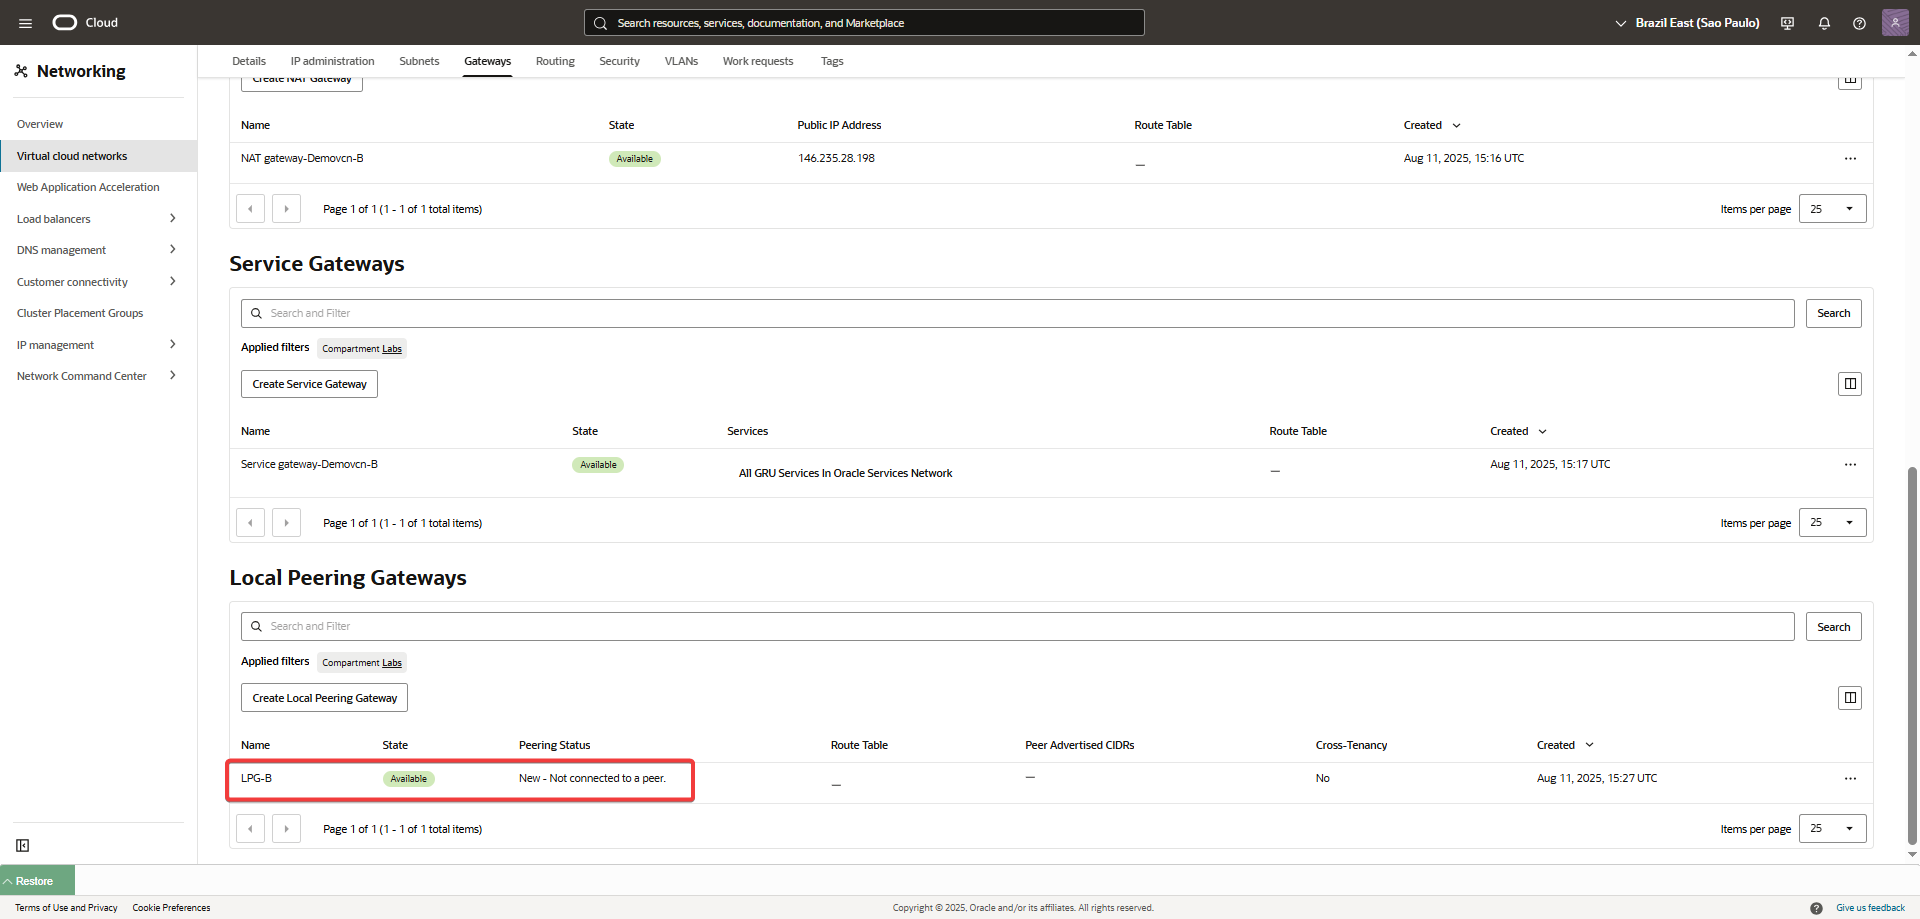 Cloud
Search resources, services, documentation, and Marketplace
Brazil East (Sao Paulo)
Networking
Overview
Virtual cloud networks
Web Application Acceleration
Load balancers
DNS management
Customer connectivity
Cluster Placement Groups
IP management
Network Command Center
Details IP administration Subnets Gateways Routing Security VLANs Work requests Tags
Create NAT Gateway
Name State Public IP Address Route Table Created
NAT gateway-Demovcn-B Available 146.235.28.198 — Aug 11, 2025, 15:16 UTC ···
Page 1 of 1 (1 - 1 of 1 total items) Items per page 25
Service Gateways
Search and Filter Search
Applied filters Compartment Labs
Create Service Gateway
Name State Services Route Table Created
Service gateway-Demovcn-B Available All GRU Services In Oracle Services Network — Aug 11, 2025, 15:17 UTC ···
Page 1 of 1 (1 - 1 of 1 total items) Items per page 25
Local Peering Gateways
Search and Filter Search
Applied filters Compartment Labs
Create Local Peering Gateway
Name State Peering Status Route Table Peer Advertised CIDRs Cross-Tenancy Created
LPG-B Available New - Not connected to a peer. — — No Aug 11, 2025, 15:27 UTC ···
Page 1 of 1 (1 - 1 of 1 total items) Items per page 25
Restore
Terms of Use and Privacy Cookie Preferences Copyright © 2025, Oracle and/or its affiliates. All rights reserved. Give us feedback